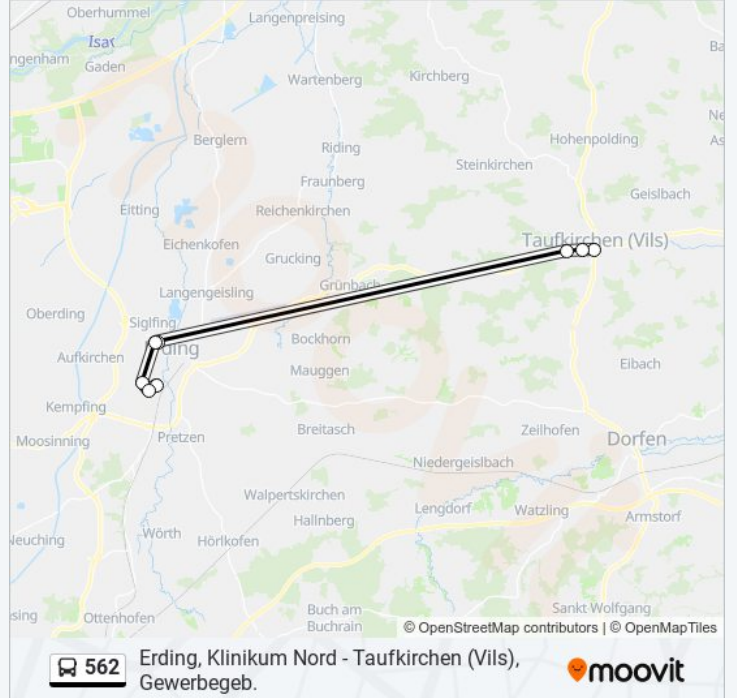 Oberhummel
Langenpreising
Isar
ngenham
Gaden
Wartenberg
Kirchberg
Berglern
Hohenpolding
Riding
Steinkirchen
Fraunberg
Geislbach
Eitting
Reichenkirchen
Eichenkofen
Taufkirchen (Vils)
Grucking
Grünbach
Langengeisling
Oberding
Siglfing
Bockhorn
ding
Aufkirchen
Eibach
Mauggen
Kempfing
Breitasch
Zeilhofen
Moosinning
Pretzen
Dorfen
Niedergeislbach
Walpertskirchen
Lengdorf
Watzling
Armstorf
Hallnberg
Neuching
Wörth
Hörlkofen
sing
Ottenhofen
Buch am
Buchrain
Sankt Wolfgang
© OpenStreetMap contributors | © OpenMapTiles
562
Erding, Klinikum Nord - Taufkirchen (Vils),
Gewerbegeb.
moovit